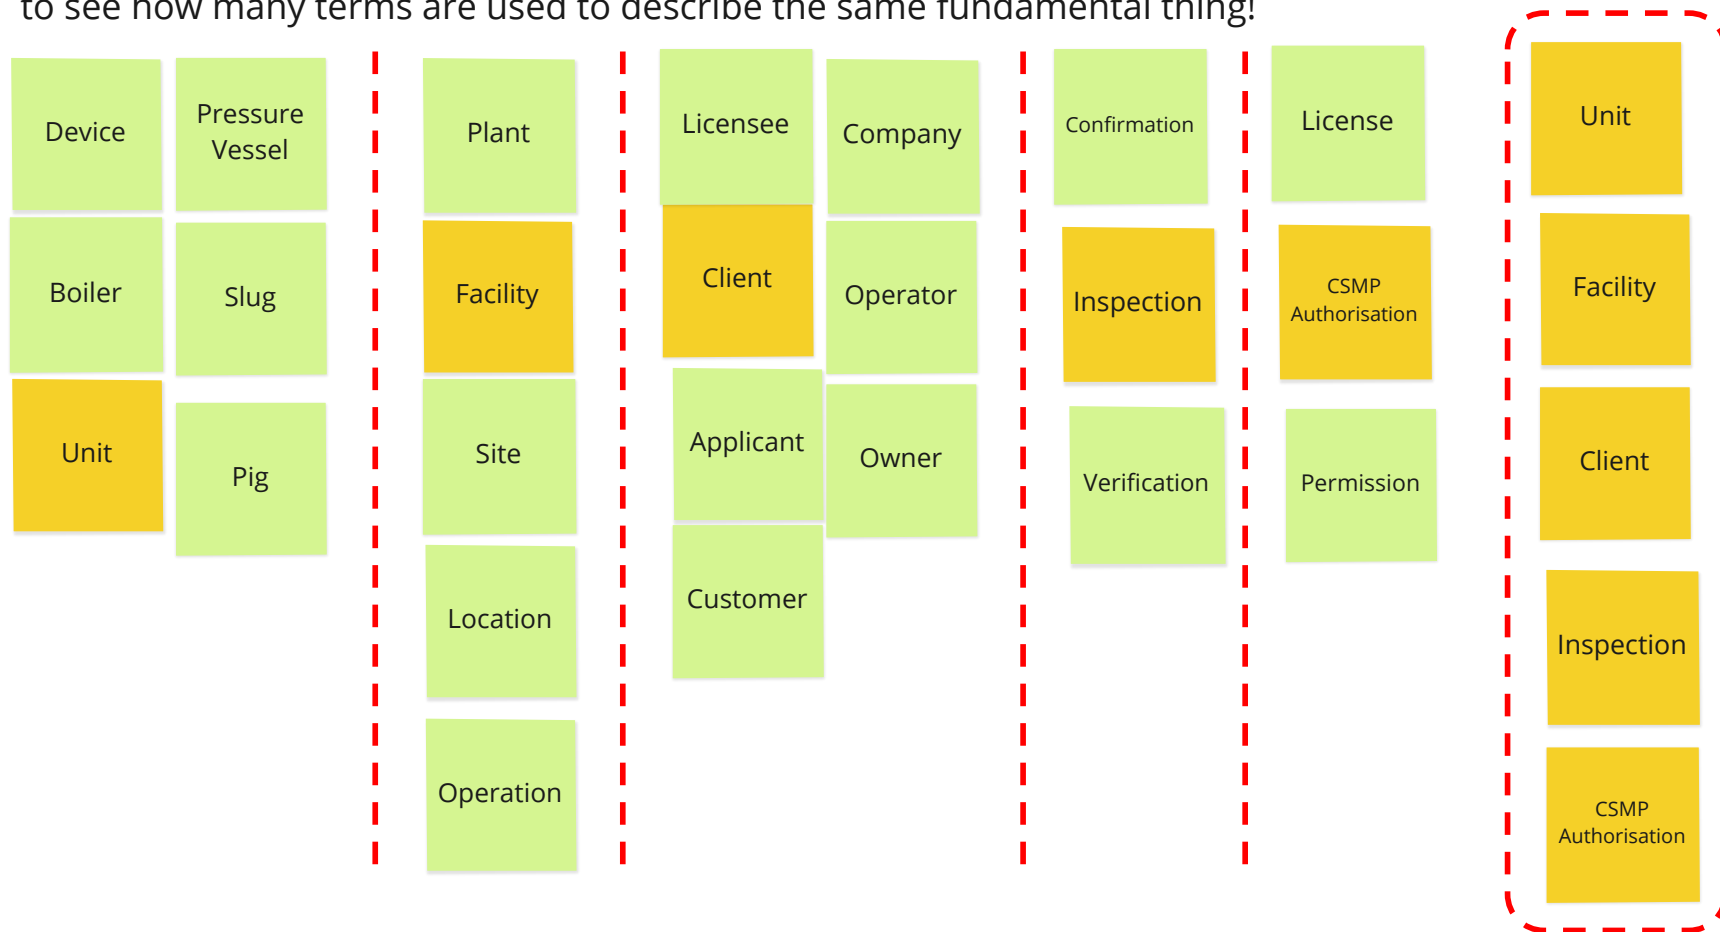 to see how many terms are used to describe the same fundamental thing!
Device
Pressure
Vessel
Boiler
Slug
Unit
Pig
Plant
Facility
Site
Location
Operation
Licensee
Company
Client
Operator
Applicant
Owner
Customer
Confirmation
Inspection
Verification
License
CSMP
Authorisation
Permission
Unit
Facility
Client
Inspection
CSMP
Authorisation